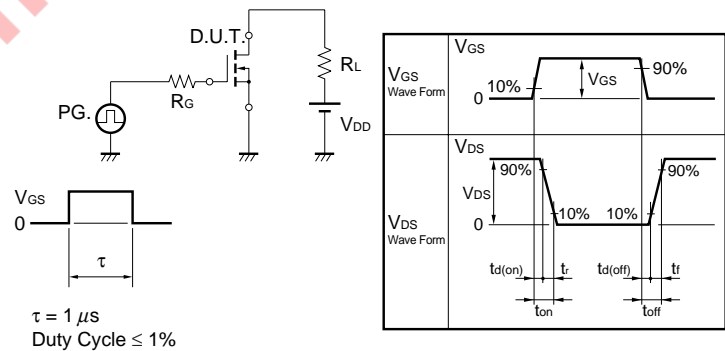 D.U.T.
RL
RG
PG.
VDD
VGS
0
τ
τ = 1 μs
Duty Cycle ≤ 1%
VGS
Wave Form
VGS
10%
VGS
90%
0
VDS
Wave Form
VDS
90%
90%
VDS
10%
10%
0
td(on)
tr
td(off)
tf
ton
toff